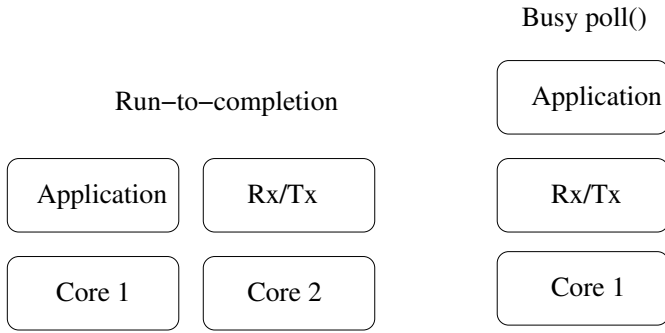 Busy poll()
Run−to−completion
Application
Application
Rx/Tx
Rx/Tx
Core 1
Core 2
Core 1